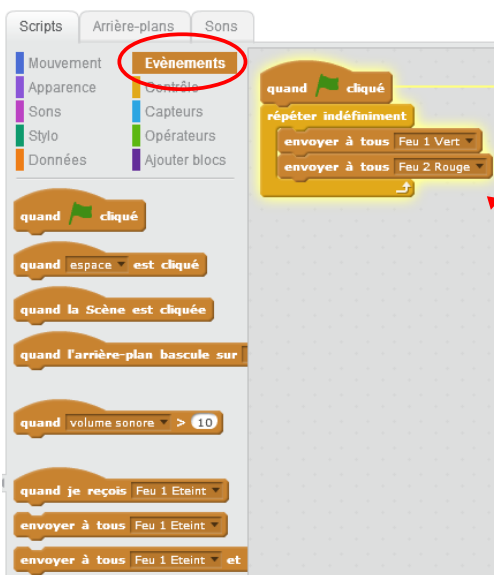 Scripts Arrière-plans Sons
Mouvement Evènements
Apparence Contrôle
Sons Capteurs
Stylo Opérateurs
Données Ajouter blocs
quand cliqué
quand espace est cliqué
quand la Scène est cliquée
quand l'arrière-plan bascule sur
quand volume sonore > 10
quand je reçois Feu 1 Eteint
envoyer à tous Feu 1 Eteint
envoyer à tous Feu 1 Eteint et
quand cliqué
répéter indéfiniment
envoyer à tous Feu 1 Vert
envoyer à tous Feu 2 Rouge